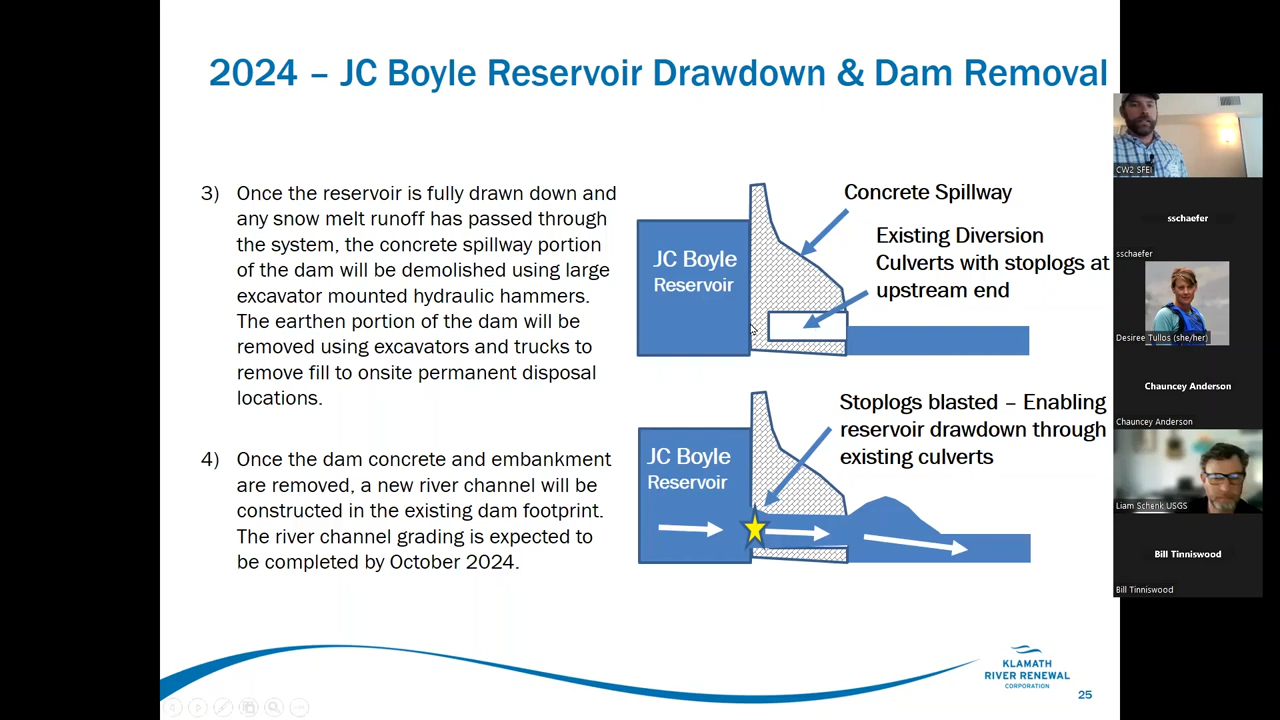 2024 – JC Boyle Reservoir Drawdown & Dam Removal
3) Once the reservoir is fully drawn down and
any snow melt runoff has passed through
the system, the concrete spillway portion
of the dam will be demolished using large
excavator mounted hydraulic hammers.
The earthen portion of the dam will be
removed using excavators and trucks to
remove fill to onsite permanent disposal
locations.
4) Once the dam concrete and embankment
are removed, a new river channel will be
constructed in the existing dam footprint.
The river channel grading is expected to
be completed by October 2024.
Concrete Spillway
Existing Diversion
Culverts with stoplogs at
upstream end
JC Boyle
Reservoir
Stoplogs blasted – Enabling
reservoir drawdown through
existing culverts
JC Boyle
Reservoir
KLAMATH
RIVER RENEWAL
CORPORATION
25
CW2 SFEI
sschaefer
sschaefer
Desiree Tullos (she/her)
Chauncey Anderson
Chauncey Anderson
Liam Schenk USGS
Bill Tinniswood
Bill Tinniswood